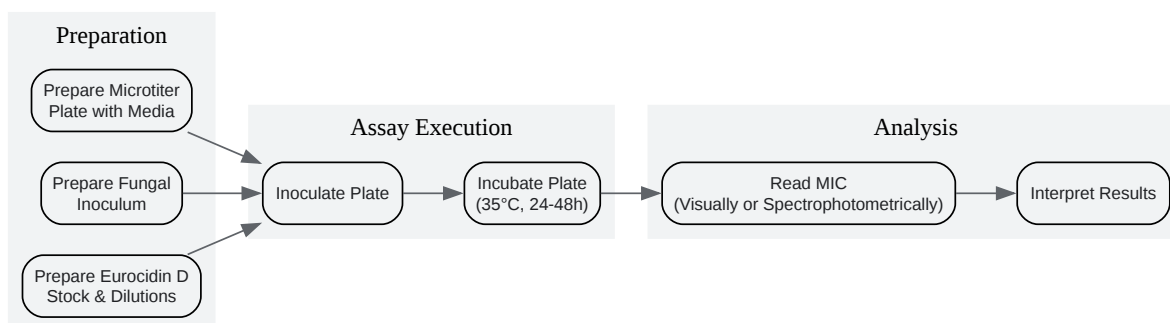 Preparation
Prepare Microtiter
Plate with Media
Prepare Fungal
Inoculum
Prepare Eurocidin D
Stock & Dilutions
Assay Execution
Inoculate Plate
Incubate Plate
(35°C, 24-48h)
Analysis
Read MIC
(Visually or Spectrophotometrically)
Interpret Results